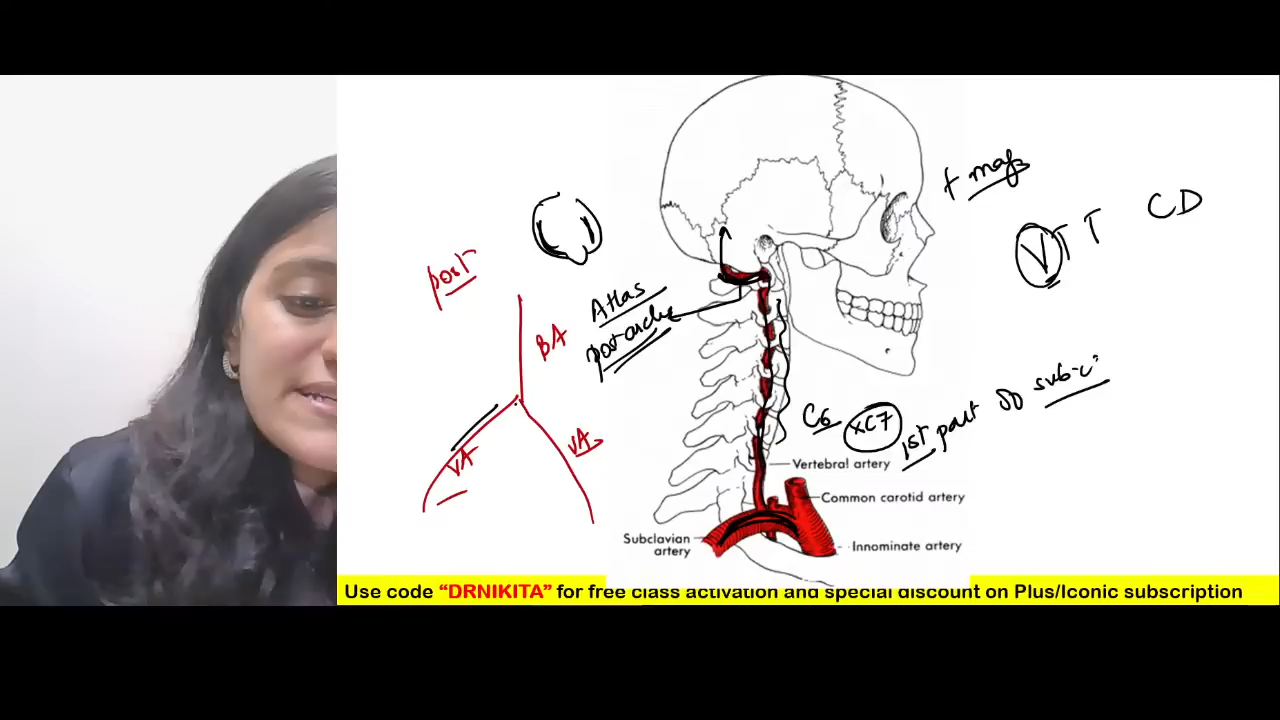 f mag
VTT CD
post
Atlas
post arch
BA
VA
VA
C6 xC7
1st part of sub-c
Vertebral artery
Common carotid artery
Subclavian
artery
Innominate artery
Use code “DRNIKITA” for free class activation and special discount on Plus/Iconic subscription